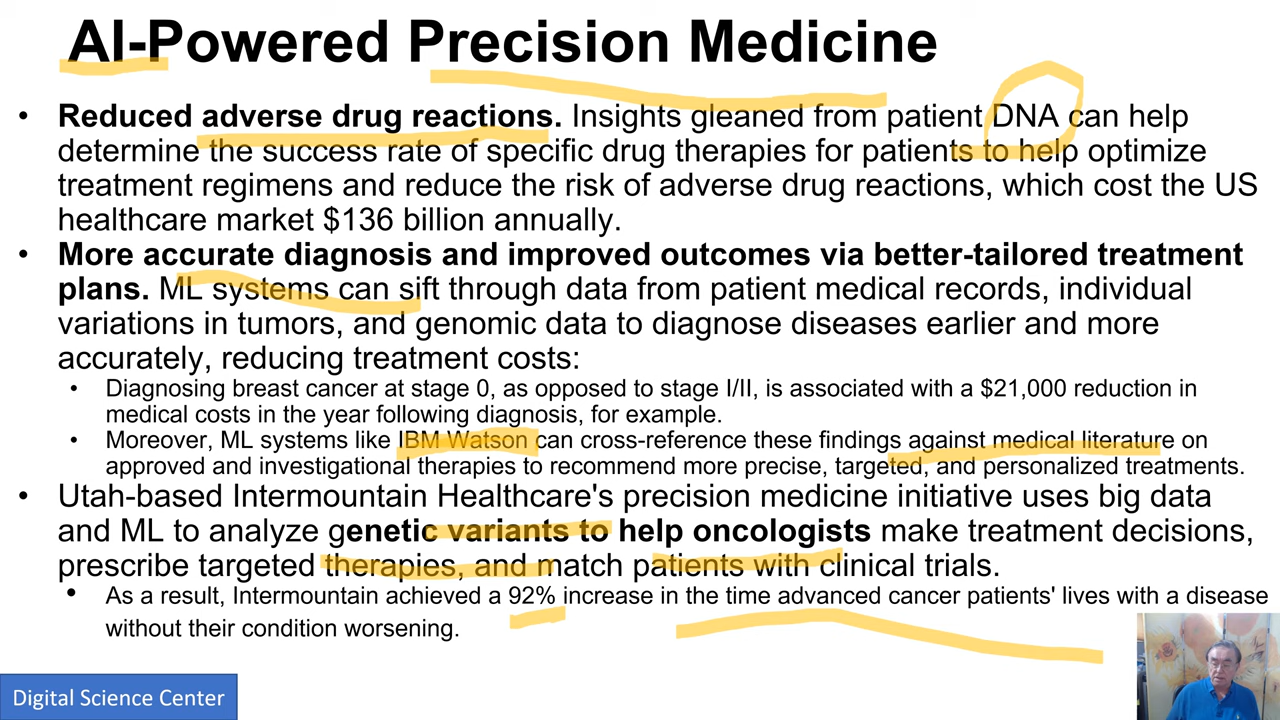 AI-Powered Precision Medicine
• Reduced adverse drug reactions. Insights gleaned from patient DNA can help
determine the success rate of specific drug therapies for patients to help optimize
treatment regimens and reduce the risk of adverse drug reactions, which cost the US
healthcare market $136 billion annually.
• More accurate diagnosis and improved outcomes via better-tailored treatment
plans. ML systems can sift through data from patient medical records, individual
variations in tumors, and genomic data to diagnose diseases earlier and more
accurately, reducing treatment costs:
• Diagnosing breast cancer at stage 0, as opposed to stage I/II, is associated with a $21,000 reduction in
medical costs in the year following diagnosis, for example.
• Moreover, ML systems like IBM Watson can cross-reference these findings against medical literature on
approved and investigational therapies to recommend more precise, targeted, and personalized treatments.
• Utah-based Intermountain Healthcare's precision medicine initiative uses big data
and ML to analyze genetic variants to help oncologists make treatment decisions,
prescribe targeted therapies, and match patients with clinical trials.
• As a result, Intermountain achieved a 92% increase in the time advanced cancer patients' lives with a disease
without their condition worsening.
Digital Science Center